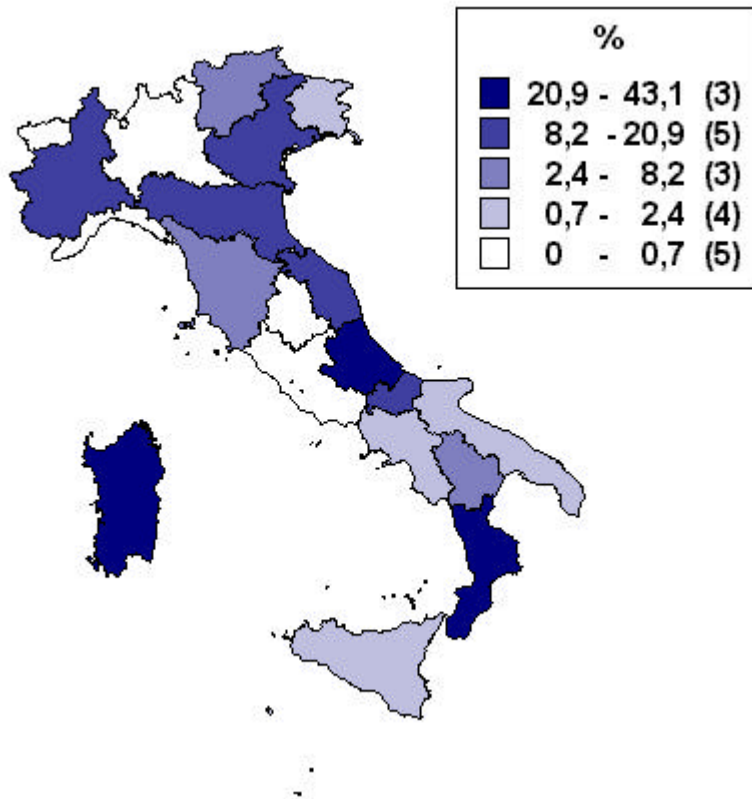 %
20,9 - 43,1 (3)
8,2 - 20,9 (5)
2,4 - 8,2 (3)
0,7 - 2,4 (4)
0 - 0,7 (5)